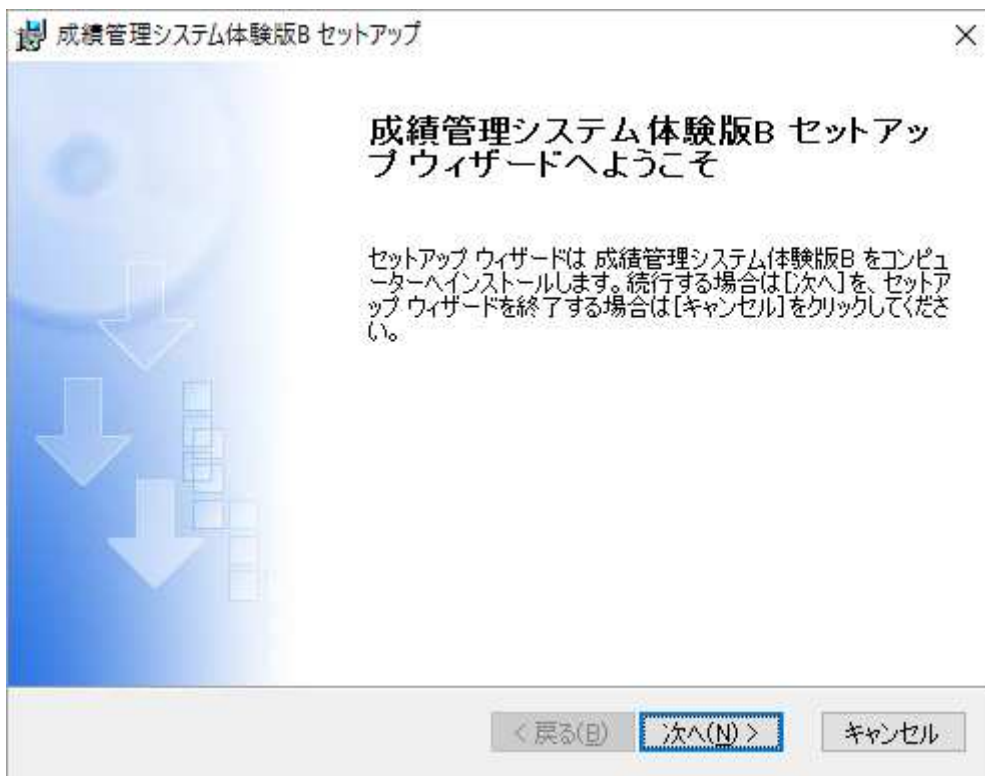 成績管理システム体験版B セットアップ
成績管理システム体験版B セットアッ
プ ウィザードへようこそ
セットアップ ウィザードは 成績管理システム体験版B をコンピュ
ーターへインストールします。続行する場合は[次へ]を、セットア
ップ ウィザードを終了する場合は[キャンセル]をクリックしてくださ
い。
< 戻る(B) 次へ(N) > キャンセル